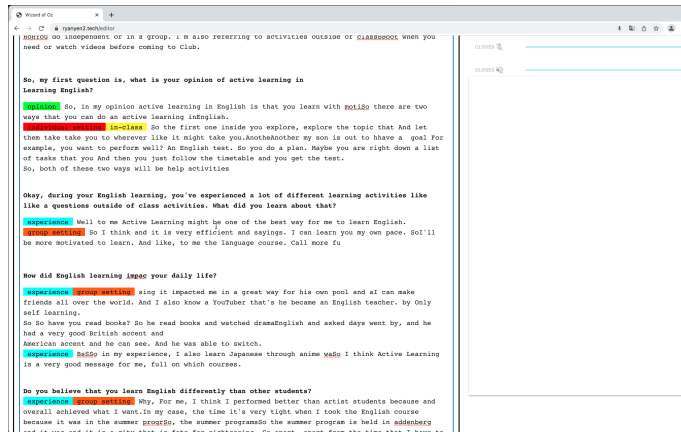 Wizard of Oz
ryanyen2.tech/editor
do independent or in a group. I'm also referring to activities outside of when you
need or watch videos before coming to Club.
So, my first question is, what is your opinion of active learning in
Learning English?
opinion So, in my opinion active learning in English is that you learn with motiSo there are two
ways that you can do an active learning inEnglish.
individual setting in-class So the first one inside you explore, explore the topic that And let
them take take you to wherever like it might take you.AnotheAnother my son is out to hhave a goal For
example, you want to perform well? An English test. So you do a plan. Maybe you are right down a list
of tasks that you And then you just follow the timetable and you get the test.
So, both of these two ways will be help activities
Okay, during your English learning, you've experienced a lot of different learning activities like
like a questions outside of class activities. What did you learn about that?
experience Well to me Active Learning might be one of the best way for me to learn English.
group setting So I think and it is very efficient and sayings. I can learn you my own pace. SoI'll
be more motivated to learn. And like, to me the language course. Call more fu
How did English learning impac your daily life?
experience group setting sing it impacted me in a great way for his own pool and aI can make
friends all over the world. And I also know a YouTuber that's he became an English teacher. by Only
self learning.
So So have you read books? So he read books and watched dramaEnglish and asked days went by, and he
had a very good British accent and
American accent and he can see. And he was able to switch.
experience BsSSo in my experience, I also learn Japanese through anime waSo I think Active Learning
is a very good message for me, full on which courses.
Do you believe that you learn English differently than other students?
experience group setting Why, For me, I think I performed better than artist students because and
overall achieved what I want.In my case, the time it's very tight when I took the English course
because it was in the summer progrSo, the summer programsSo the summer program is held in addenberg
CLOSED
CLOSED